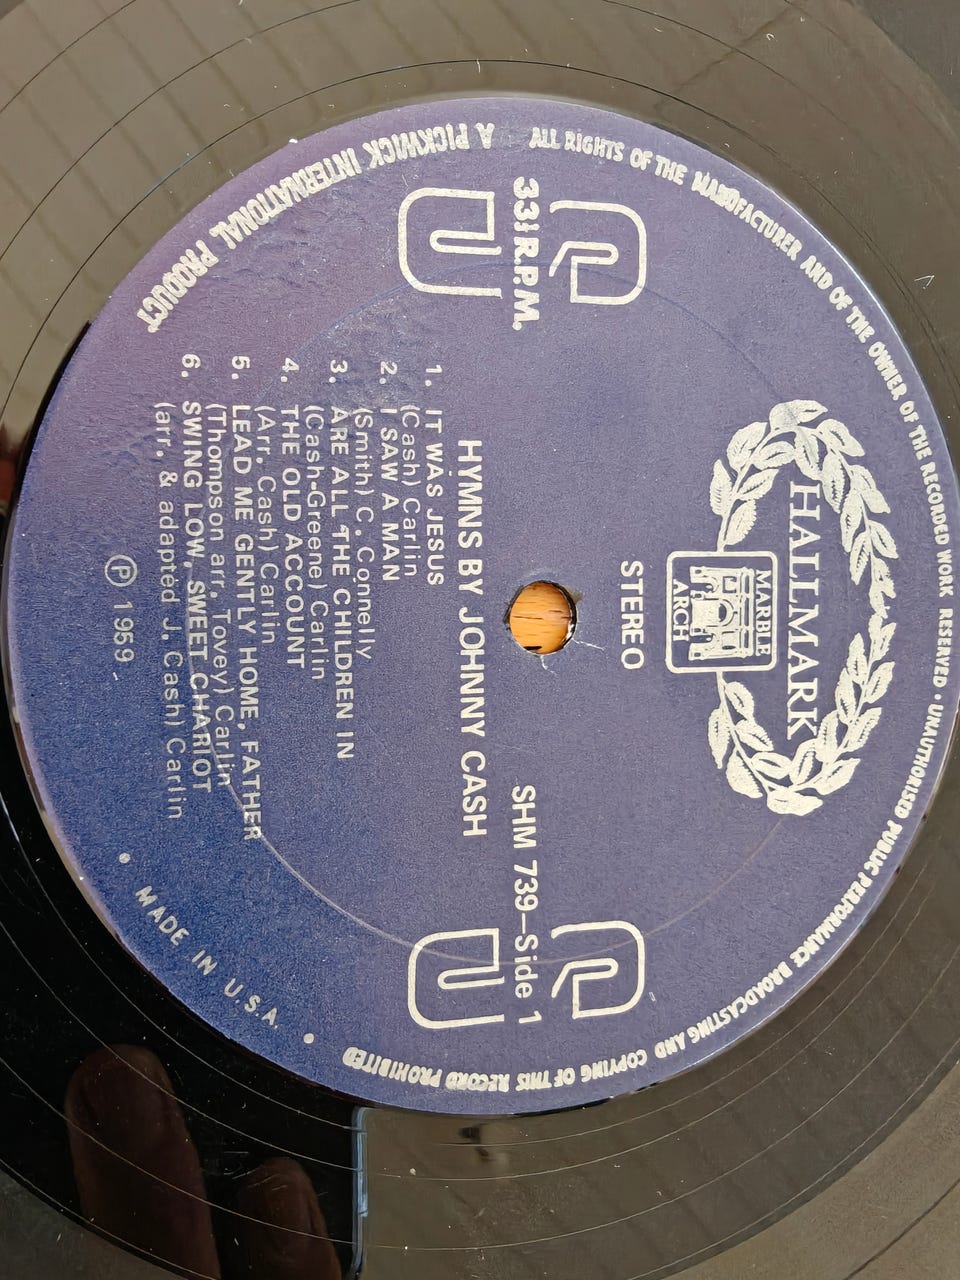 ALL RIGHTS OF THE MANUFACTURER AND OF THE OWNER OF THE RECORDED WORK RESERVED • UNAUTHORISED PUBLIC PERFORMANCE BROADCASTING AND COPYING OF THIS RECORD PROHIBITED
HALLMARK
MARBLE
ARCH
STEREO
33⅓ R.P.M.
SHM 739—Side 1
HYMNS BY JOHNNY CASH
1. IT WAS JESUS
(Cash) Carlin
2. I SAW A MAN
(Smith) C. Connelly
3. ARE ALL THE CHILDREN IN
(Cash-Greene) Carlin
4. THE OLD ACCOUNT
(Arr. Cash) Carlin
5. LEAD ME GENTLY HOME, FATHER
(Thompson arr. Tovey) Carlin
6. SWING LOW, SWEET CHARIOT
(arr. & adapted J. Cash) Carlin
Ⓟ 1959
A PICKWICK INTERNATIONAL PRODUCT
• MADE IN U.S.A. •